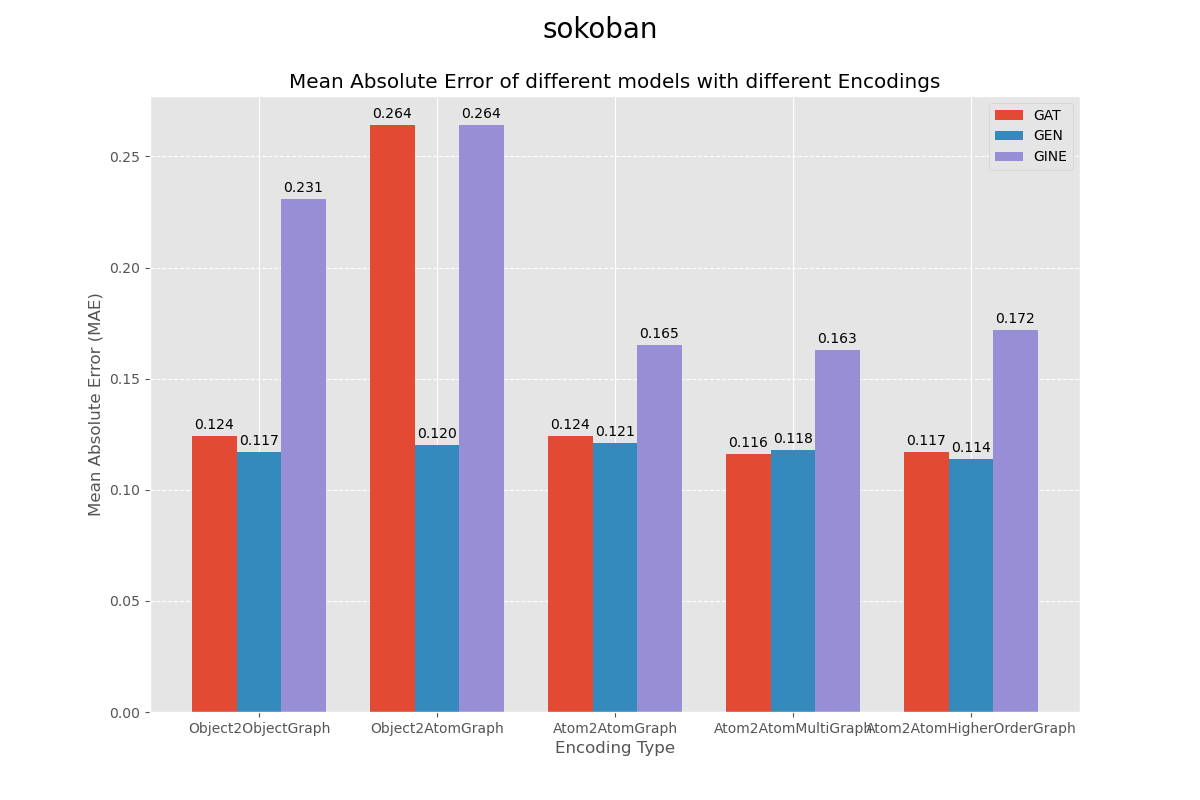 sokoban
Mean Absolute Error of different models with different Encodings
GAT
GEN
GINE
Mean Absolute Error (MAE)
0.25
0.20
0.15
0.10
0.05
0.00
0.124
0.117
0.231
0.264
0.120
0.264
0.124
0.121
0.165
0.116
0.118
0.163
0.117
0.114
0.172
Object2ObjectGraph
Object2AtomGraph
Atom2AtomGraph
Atom2AtomMultiGraph
Atom2AtomHigherOrderGraph
Encoding Type